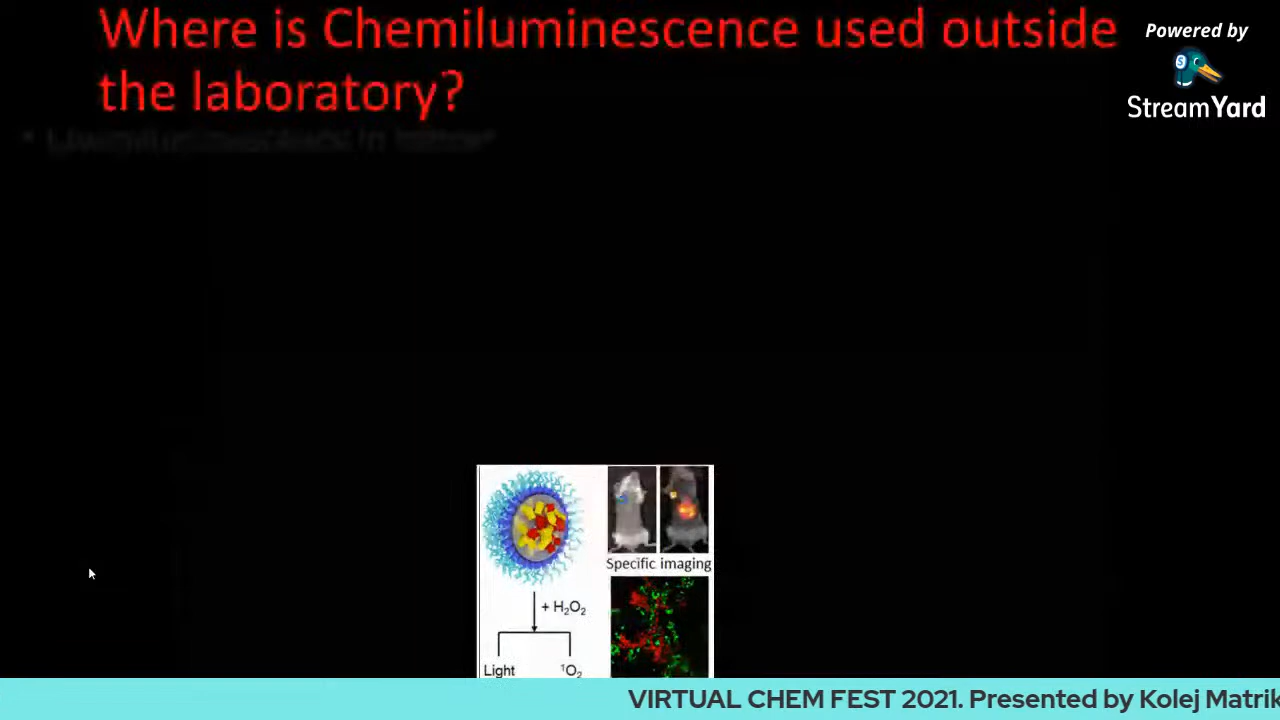 Where is Chemiluminescence used outside
the laboratory?
Powered by
StreamYard
Specific imaging
+ H₂O₂
Light
¹O₂
VIRTUAL CHEM FEST 2021. Presented by Kolej Matrik